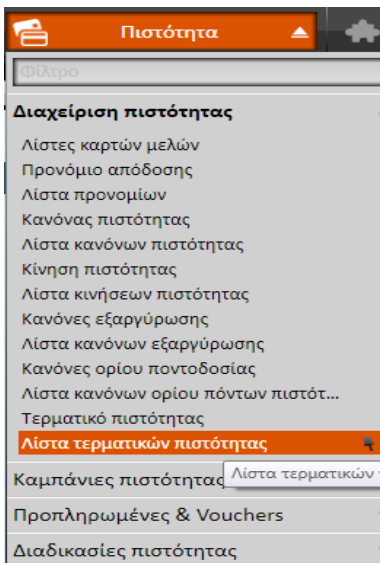 Πιστότητα
Φίλτρο
Διαχείριση πιστότητας
Λίστες καρτών μελών
Προνόμιο απόδοσης
Λίστα προνομίων
Κανόνας πιστότητας
Λίστα κανόνων πιστότητας
Κίνηση πιστότητας
Λίστα κινήσεων πιστότητας
Κανόνες εξαργύρωσης
Λίστα κανόνων εξαργύρωσης
Κανόνες ορίου ποντοδοσίας
Λίστα κανόνων ορίου πόντων πιστότ...
Τερματικό πιστότητας
Λίστα τερματικών πιστότητας
Καμπάνιες πιστότητας Λίστα τερματικών
Προπληρωμένες & Vouchers
Διαδικασίες πιστότητας